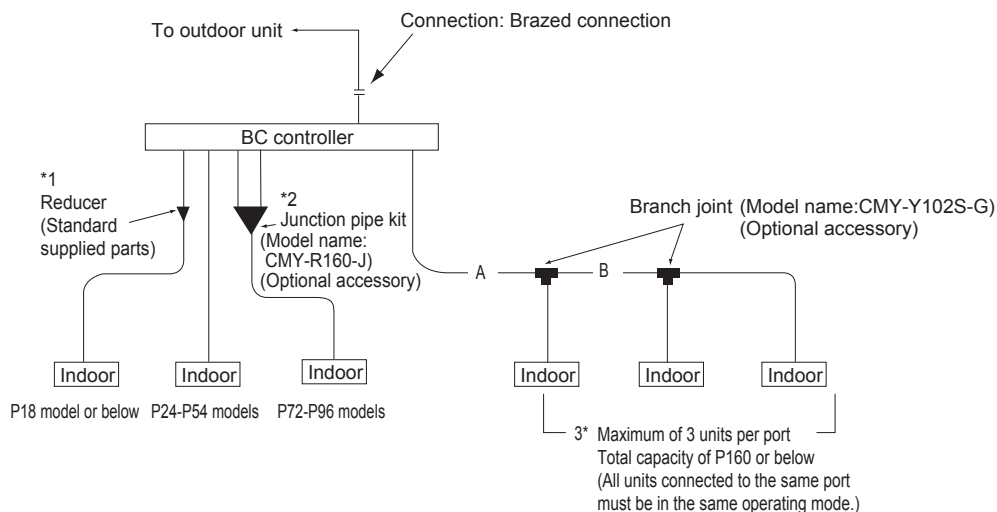 To outdoor unit
Connection: Brazed connection
BC controller
*1
Reducer
(Standard
supplied parts)
*2
Junction pipe kit
(Model name:
CMY-R160-J)
(Optional accessory)
Branch joint (Model name:CMY-Y102S-G)
(Optional accessory)
A
B
Indoor
Indoor
Indoor
Indoor
Indoor
Indoor
P18 model or below
P24-P54 models
P72-P96 models
3* Maximum of 3 units per port
Total capacity of P160 or below
(All units connected to the same port
must be in the same operating mode.)